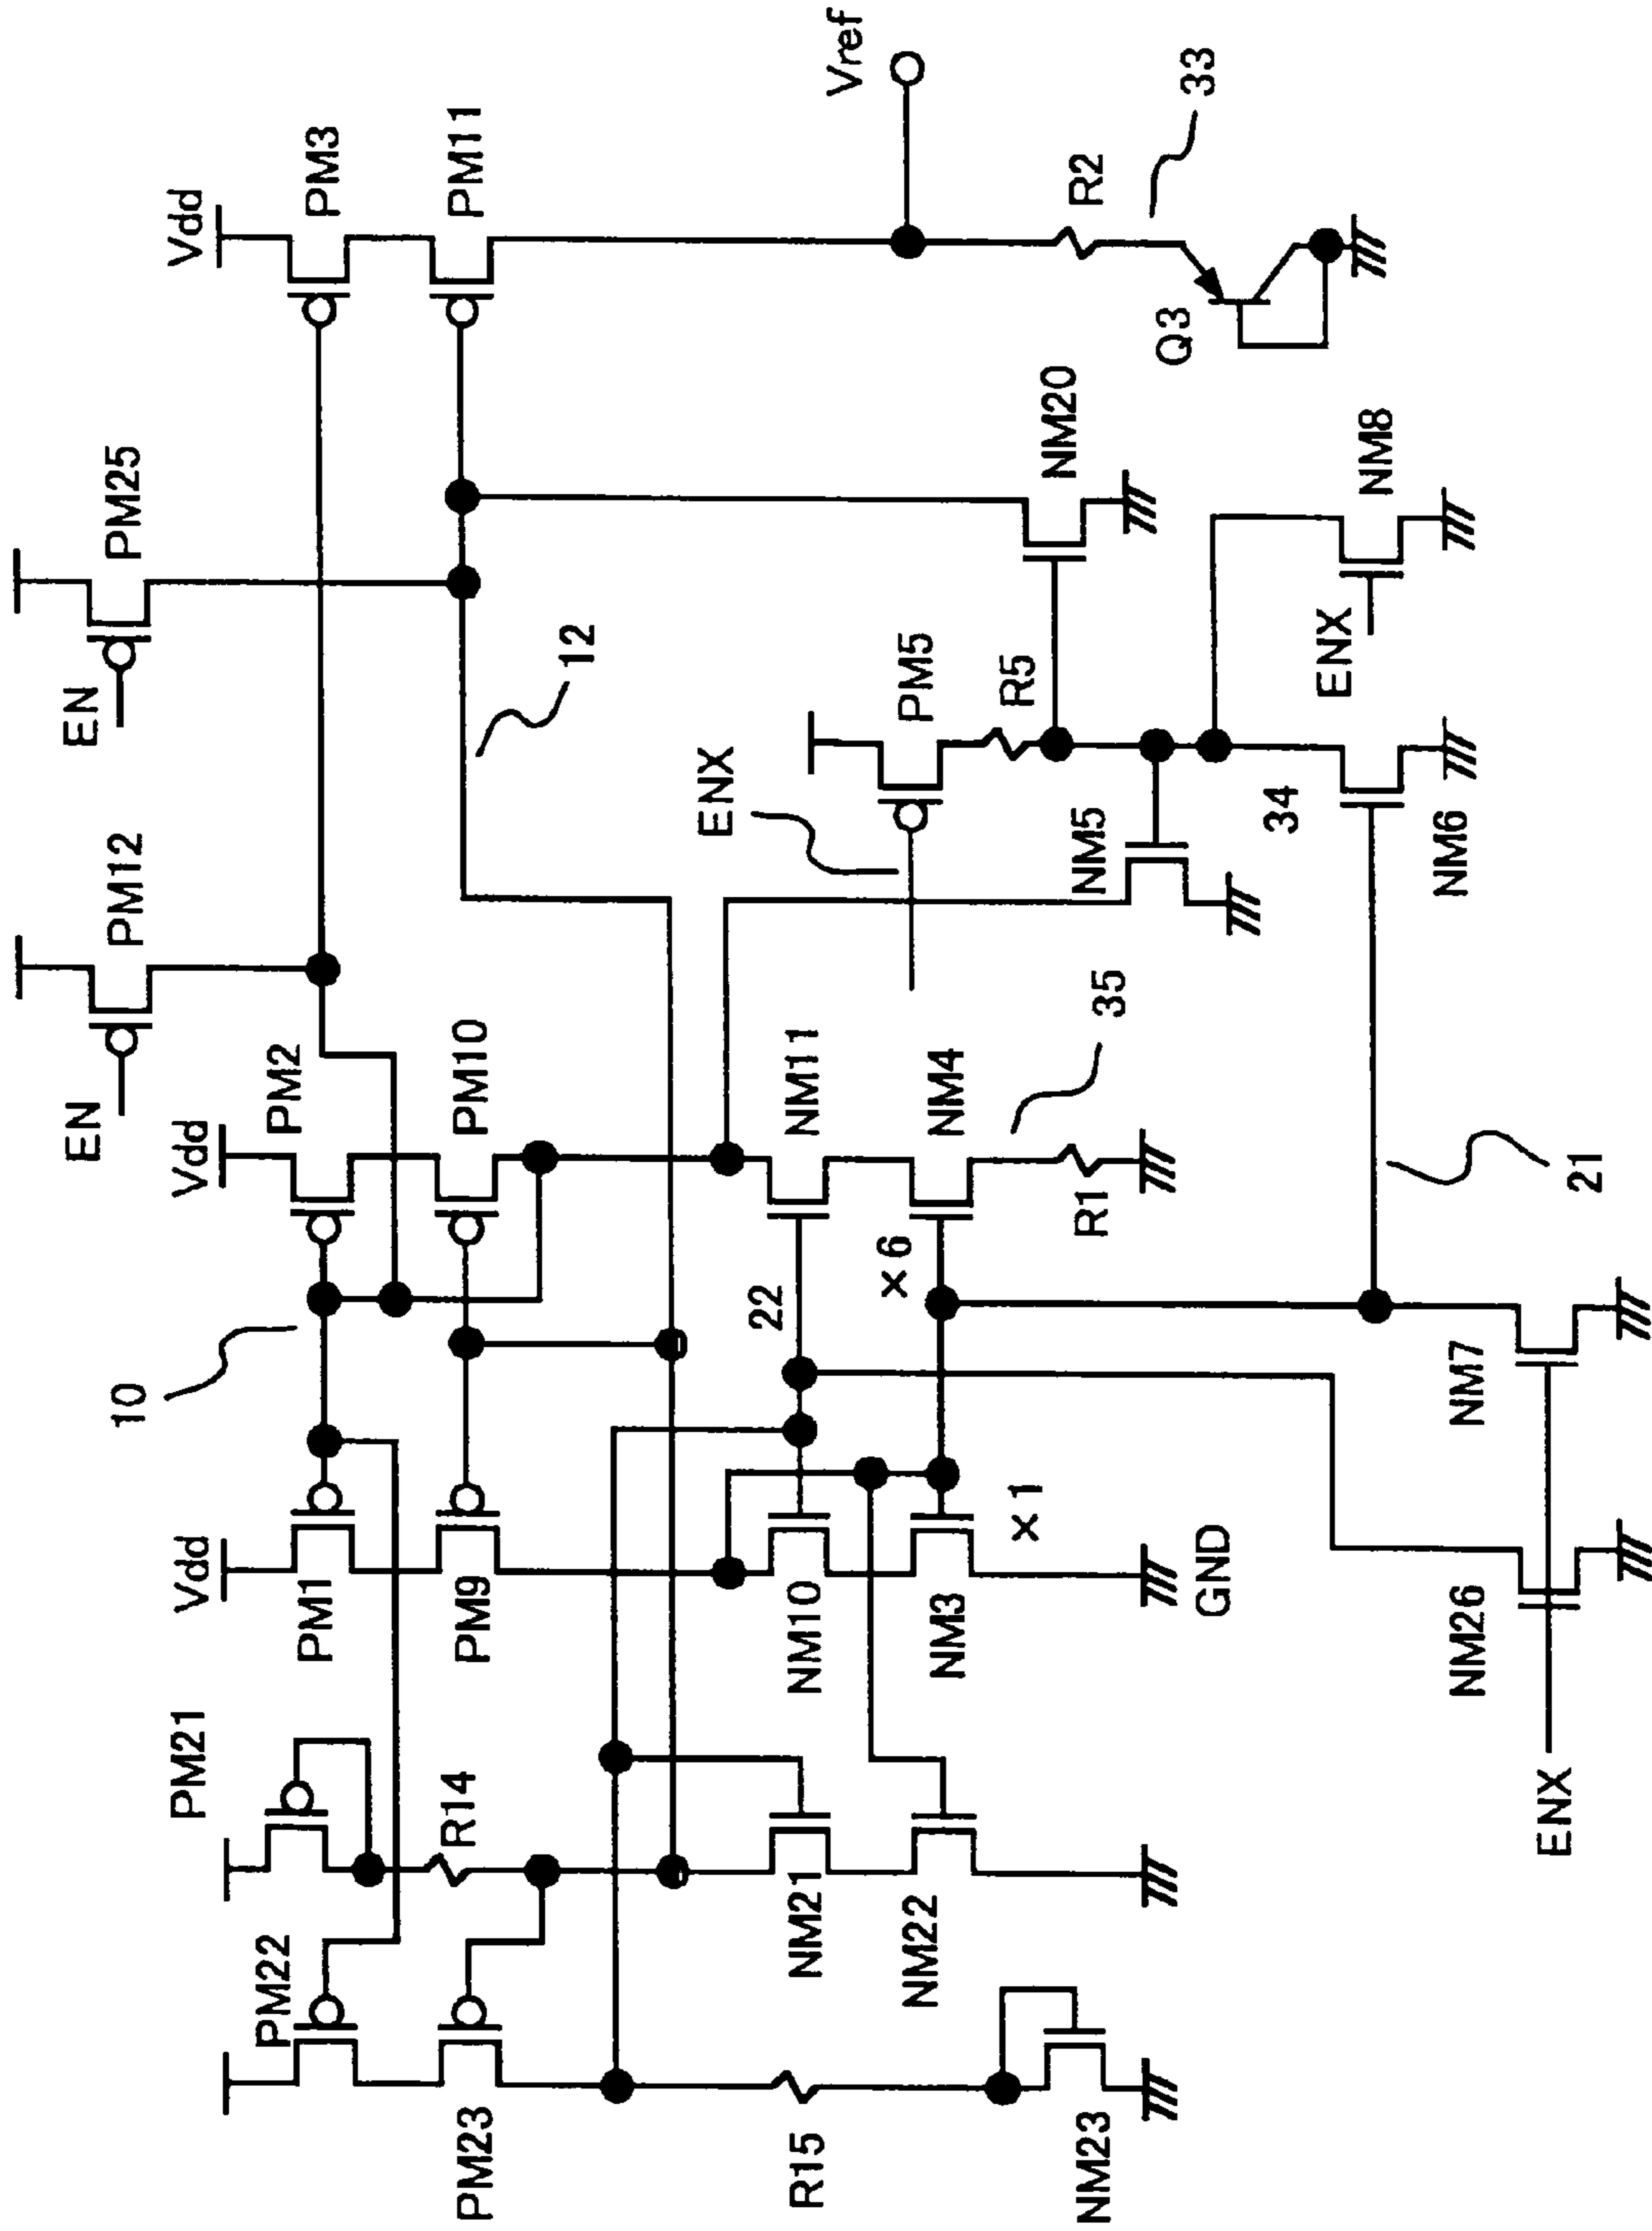 EN
PM12
EN
PM25
Vdd
PM3
PM11
Vref
PM21
PM22
PM23
R14
Vdd
PM1
PM9
10
Vdd
PM2
PM10
12
ENX
PM5
R5
NM20
R2
33
Q3
NM21
NM22
R15
NM23
NM10
NM3
×1
GND
22
×6
NM11
NM4
R1
35
NM5
34
NM6
ENX
NM8
ENX
NM26
NM7
21